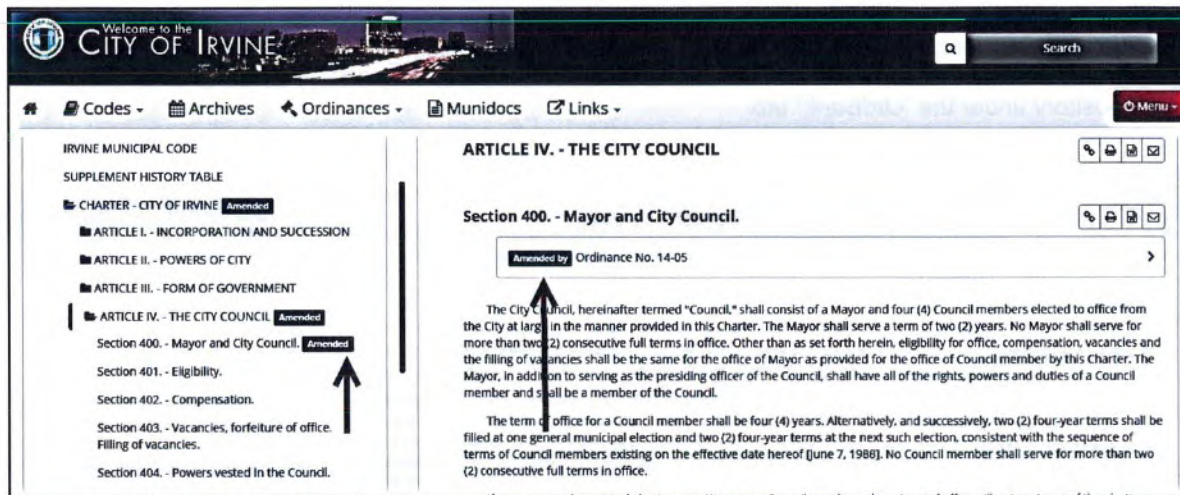 Welcome to the
CITY OF IRVINE
Search
Codes
Archives
Ordinances
Munidocs
Links
Menu
IRVINE MUNICIPAL CODE
SUPPLEMENT HISTORY TABLE
CHARTER - CITY OF IRVINE Amended
ARTICLE I. - INCORPORATION AND SUCCESSION
ARTICLE II. - POWERS OF CITY
ARTICLE III. - FORM OF GOVERNMENT
ARTICLE IV. - THE CITY COUNCIL Amended
Section 400. - Mayor and City Council. Amended
Section 401. - Eligibility.
Section 402. - Compensation.
Section 403. - Vacancies, forfeiture of office.
Filling of vacancies.
Section 404. - Powers vested in the Council.
ARTICLE IV. - THE CITY COUNCIL
Section 400. - Mayor and City Council.
Amended by Ordinance No. 14-05
The City Council, hereinafter termed "Council," shall consist of a Mayor and four (4) Council members elected to office from
the City at large in the manner provided in this Charter. The Mayor shall serve a term of two (2) years. No Mayor shall serve for
more than two (2) consecutive full terms in office. Other than as set forth herein, eligibility for office, compensation, vacancies and
the filling of vacancies shall be the same for the office of Mayor as provided for the office of Council member by this Charter. The
Mayor, in addition to serving as the presiding officer of the Council, shall have all of the rights, powers and duties of a Council
member and shall be a member of the Council.
The term of office for a Council member shall be four (4) years. Alternatively, and successively, two (2) four-year terms shall be
filled at one general municipal election and two (2) four-year terms at the next such election, consistent with the sequence of
terms of Council members existing on the effective date hereof [June 7, 1988]. No Council member shall serve for more than two
(2) consecutive full terms in office.